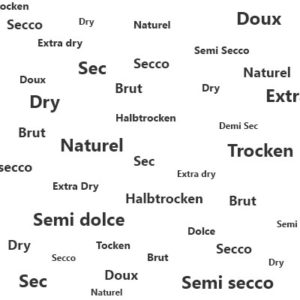 ocken
Secco
Dry
Naturel
Doux
Extra dry
Semi Secco
Sec
Secco
Naturel
Doux
Brut
Dry
Extr
Dry
Halbtrocken
Demi Sec
Brut
Naturel
Trocken
Sec
secco
Extra dry
Extra Dry
Halbtrocken
Brut
Semi dolce
Semi
Dolce
Dry
Tocken
Secco
Secco
Brut
Dry
Sec
Doux
Semi secco
Naturel